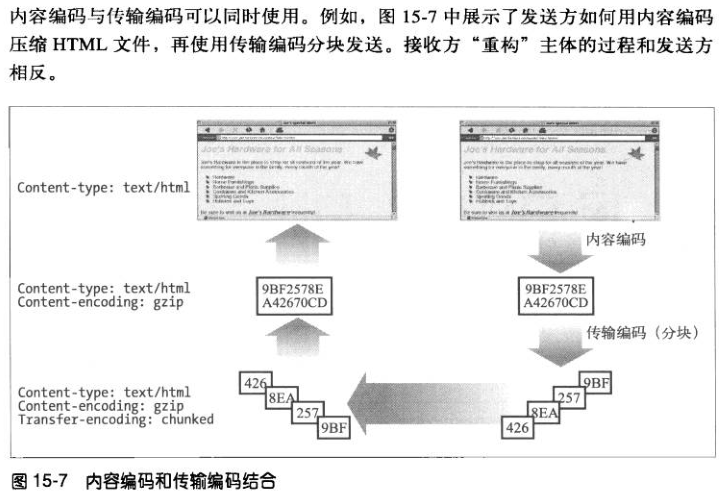 内容编码与传输编码可以同时使用。例如，图 15-7 中展示了发送方如何用内容编码
压缩 HTML 文件，再使用传输编码分块发送。接收方“重构”主体的过程和发送方
相反。
Joe's Hardware for All Seasons
Joe's Hardware for All Seasons
Content-type: text/html
内容编码
Content-type: text/html
Content-encoding: gzip
9BF2578E
A42670CD
9BF2578E
A42670CD
传输编码（分块）
Content-type: text/html
Content-encoding: gzip
Transfer-encoding: chunked
426
8EA
257
9BF
9BF
257
8EA
426
图 15-7 内容编码和传输编码结合